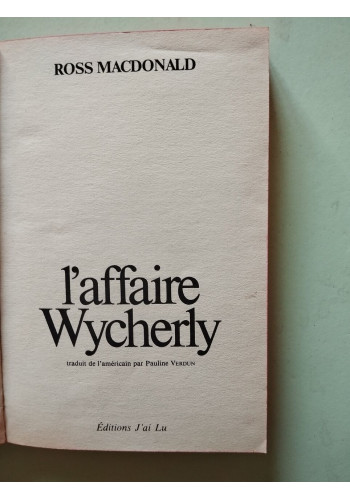 ROSS MACDONALD
l'affaire
Wycherly
traduit de l'américain par Pauline VERDUN
Éditions J'ai Lu